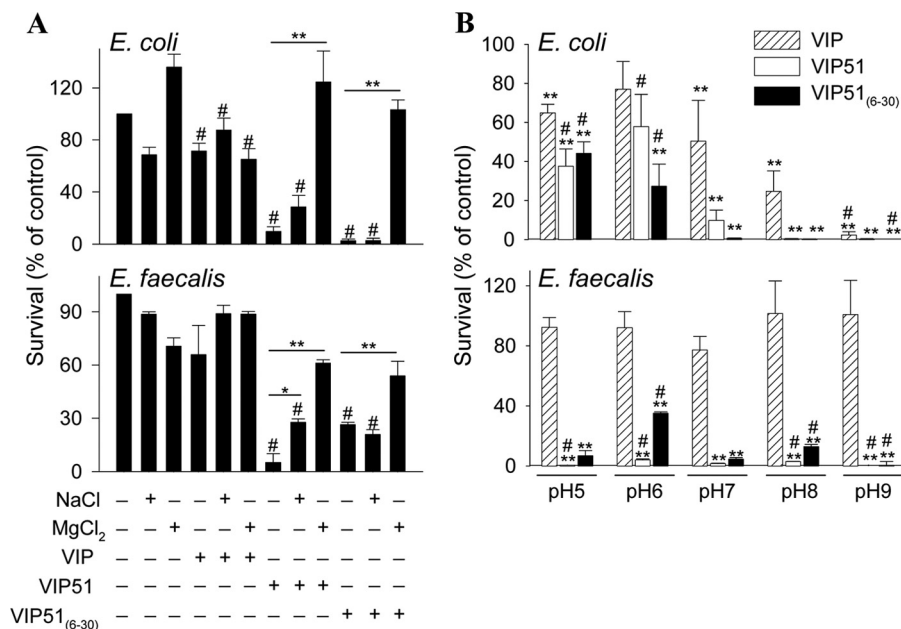 A
E. coli
Survival (% of control)
120
80
40
0
# # #
# # #
# #
** **
E. faecalis
90
60
30
0
# # # #
** * **
NaCl – + – – + – – + – – + –
MgCl2 – – + – – + – – + – – +
VIP – – – + + + – – – – – –
VIP51 – – – – – – + + + – – –
VIP51(6-30) – – – – – – – – – + + +
B
E. coli
VIP
VIP51
VIP51(6-30)
Survival (% of control)
100
80
60
40
20
0
** # ** # **
# # **
** ** **
** ** **
# ** ** # **
E. faecalis
120
80
40
0
# ** **
# ** # **
** **
# ** # **
# ** # **
pH5 pH6 pH7 pH8 pH9